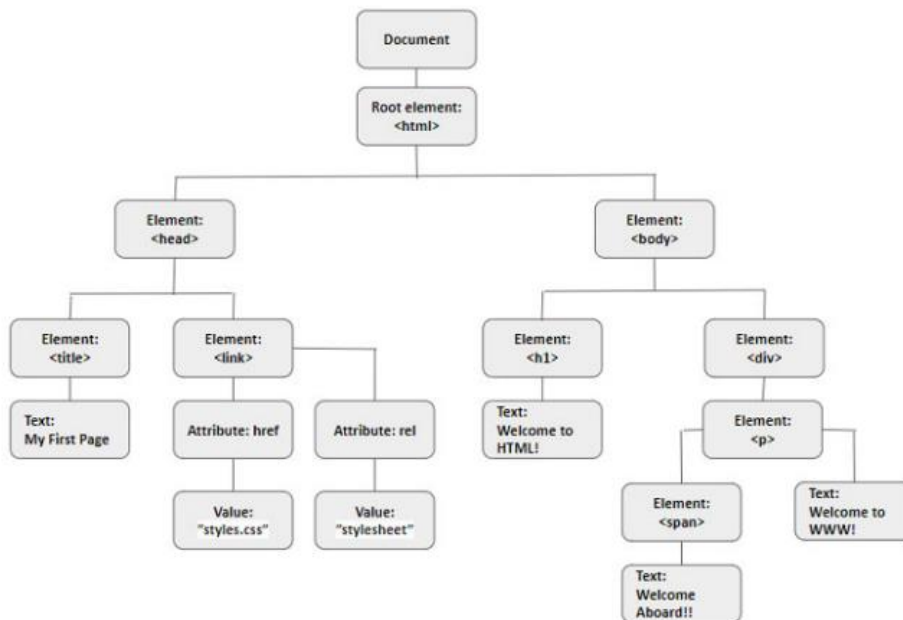 Document
Root element:
<html>
Element:
<head>
Element:
<body>
Element:
<title>
Element:
<link>
Element:
<h1>
Element:
<div>
Text:
My First Page
Attribute: href
Attribute: rel
Text:
Welcome to
HTML!
Element:
<p>
Value:
"styles.css"
Value:
"stylesheet"
Element:
<span>
Text:
Welcome to
WWW!
Text:
Welcome
Aboard!!